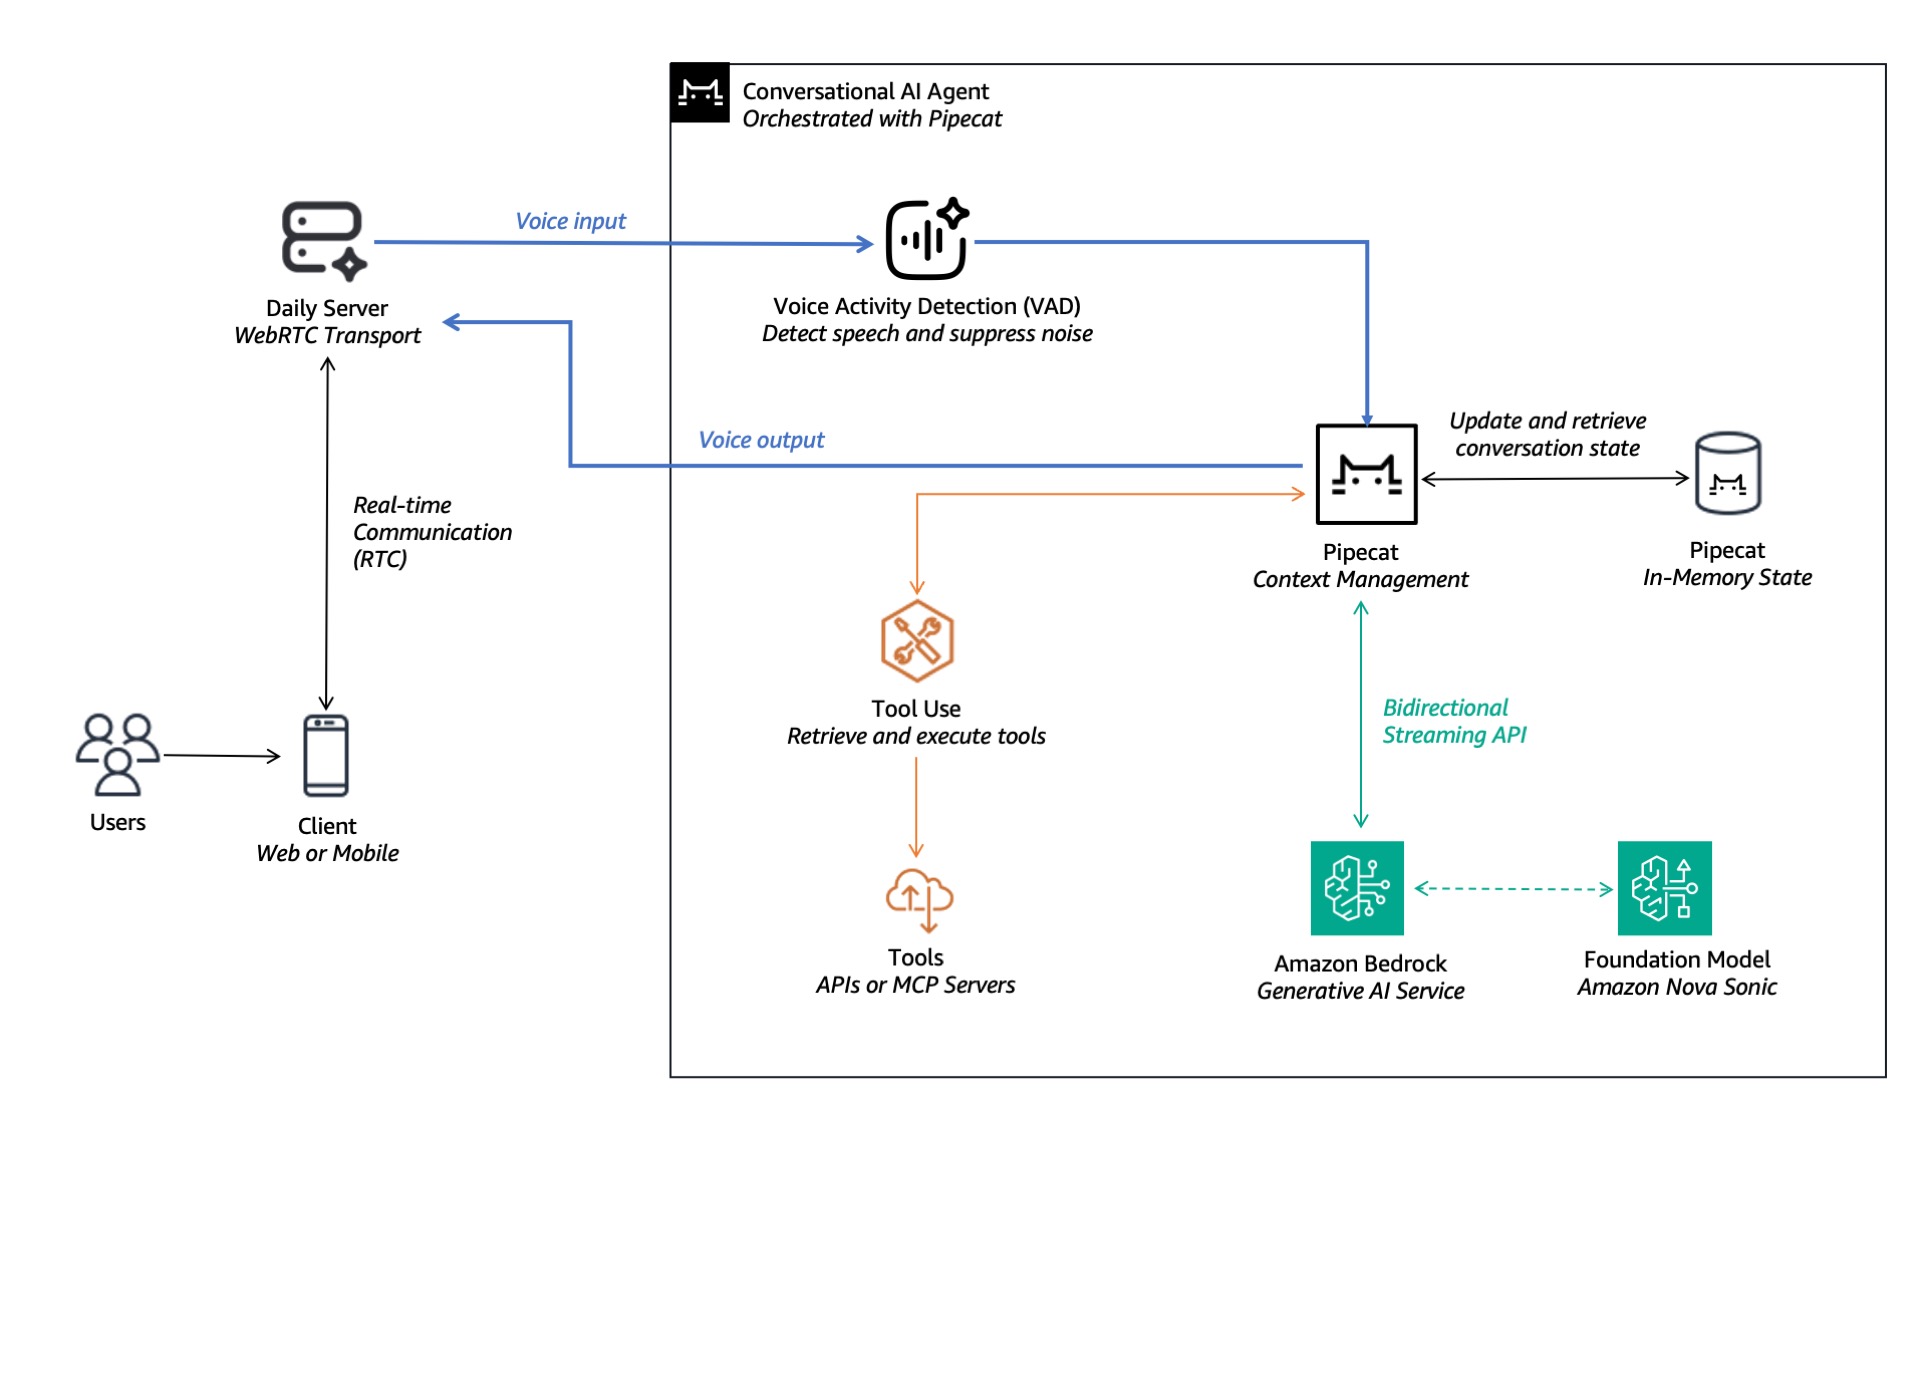 Conversational AI Agent
Orchestrated with Pipecat
Voice input
Daily Server
WebRTC Transport
Voice Activity Detection (VAD)
Detect speech and suppress noise
Voice output
Update and retrieve
conversation state
Real-time
Communication
(RTC)
Pipecat
Context Management
Pipecat
In-Memory State
Tool Use
Retrieve and execute tools
Bidirectional
Streaming API
Users
Client
Web or Mobile
Tools
APIs or MCP Servers
Amazon Bedrock
Generative AI Service
Foundation Model
Amazon Nova Sonic